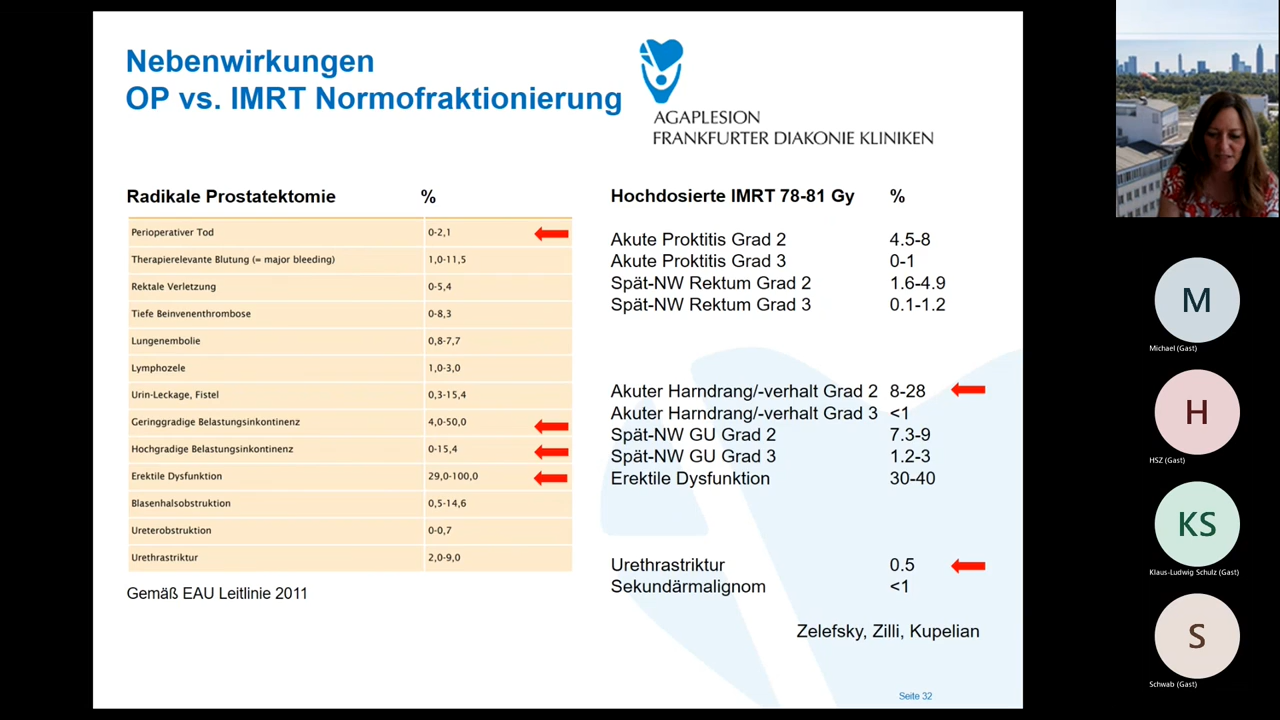 Nebenwirkungen
OP vs. IMRT Normofraktionierung
AGAPLESION
FRANKFURTER DIAKONIE KLINIKEN
Radikale Prostatektomie %
Perioperativer Tod 0-2,1
Therapierelevante Blutung (= major bleeding) 1,0-11,5
Rektale Verletzung 0-5,4
Tiefe Beinvenenthrombose 0-8,3
Lungenembolie 0,8-7,7
Lymphozele 1,0-3,0
Urin-Leckage, Fistel 0,3-15,4
Geringgradige Belastungsinkontinenz 4,0-50,0
Hochgradige Belastungsinkontinenz 0-15,4
Erektile Dysfunktion 29,0-100,0
Blasenhalsobstruktion 0,5-14,6
Ureterobstruktion 0-0,7
Urethrastriktur 2,0-9,0
Gemäß EAU Leitlinie 2011
Hochdosierte IMRT 78-81 Gy %
Akute Proktitis Grad 2 4.5-8
Akute Proktitis Grad 3 0-1
Spät-NW Rektum Grad 2 1.6-4.9
Spät-NW Rektum Grad 3 0.1-1.2
Akuter Harndrang/-verhalt Grad 2 8-28
Akuter Harndrang/-verhalt Grad 3 <1
Spät-NW GU Grad 2 7.3-9
Spät-NW GU Grad 3 1.2-3
Erektile Dysfunktion 30-40
Urethrastriktur 0.5
Sekundärmalignom <1
Zelefsky, Zilli, Kupelian
Seite 32
M
Michael (Gast)
H
HSZ (Gast)
KS
Klaus-Ludwig Schulz (Gast)
S
Schwab (Gast)